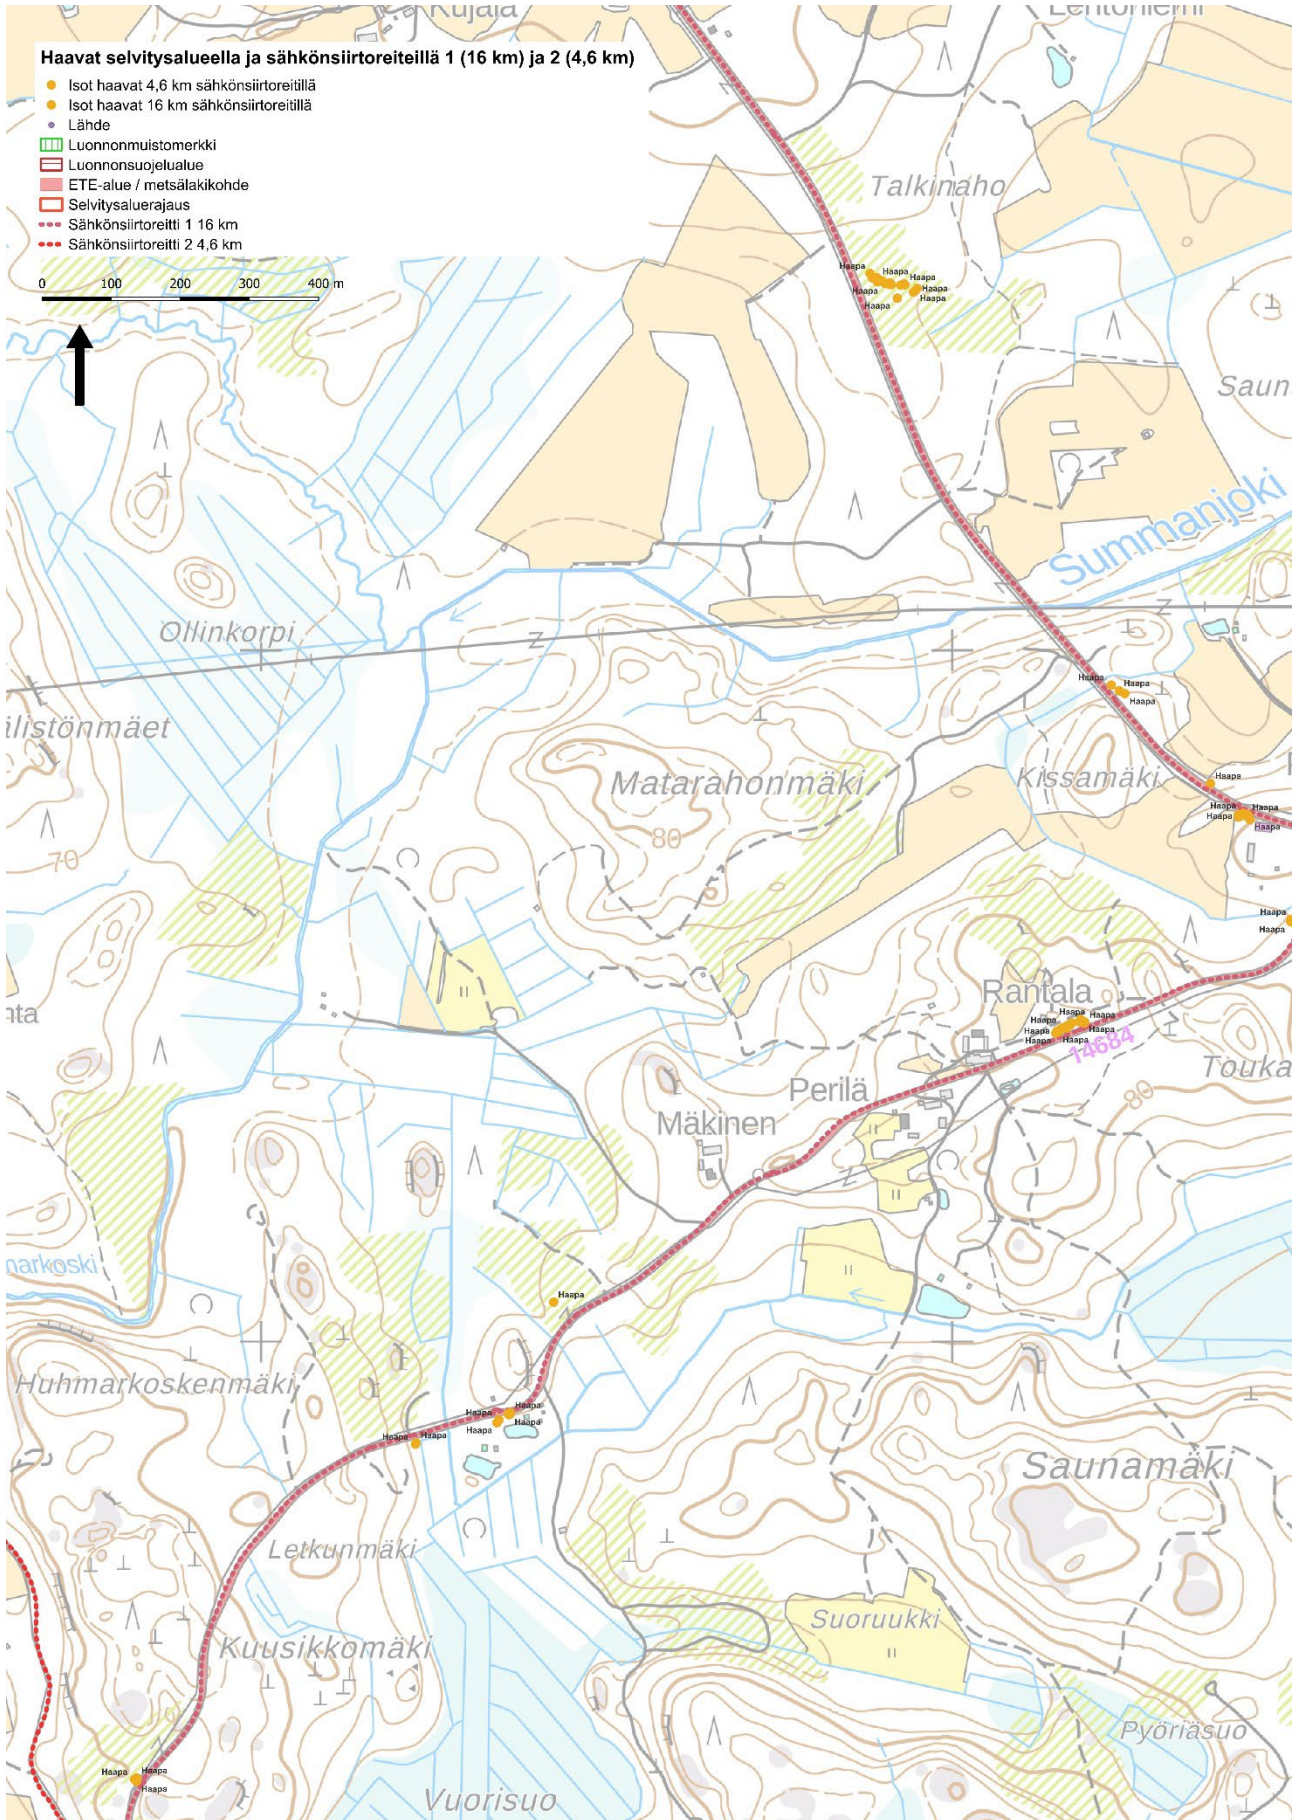 Kujala
Haavat selvitysalueella ja sähkönsiirtoreiteillä 1 (16 km) ja 2 (4,6 km)
Isot haavat 4,6 km sähkönsiirtoreitillä
Isot haavat 16 km sähkönsiirtoreitillä
Lähde
Luonnonmuistomerkki
Luonnonsuojelualue
ETE-alue / metsälakikohde
Selvitysaluerajaus
Sähkönsiirtoreitti 1 16 km
Sähkönsiirtoreitti 2 4,6 km
0 100 200 300 400 m
Talkinaho
Haapa
Haapa
Haapa
Haapa
Haapa
Haapa
Haapa
Saun
Summanjoki
Ollinkorpi
Haapa
Haapa
Haapa
älistönmäet
Matarahonmäki
Kissamäki
80
70
Haapa
Haapa
Haapa
Haapa
Haapa
Haapa
Haapa
Rantala
nta
Haapa
Haapa
Haapa
Haapa
Haapa
Haapa
14684
Touka
Perilä
80
Mäkinen
narkoski
Haapa
Huhmarkoskenmäki
Haapa
Haapa
Haapa
Haapa
Haapa
Haapa
Saunamäki
Letkunmäki
Suoruukki
Kuusikkomäki
Pyöriäsuo
Haapa
Haapa
Haapa
Vuorisuo